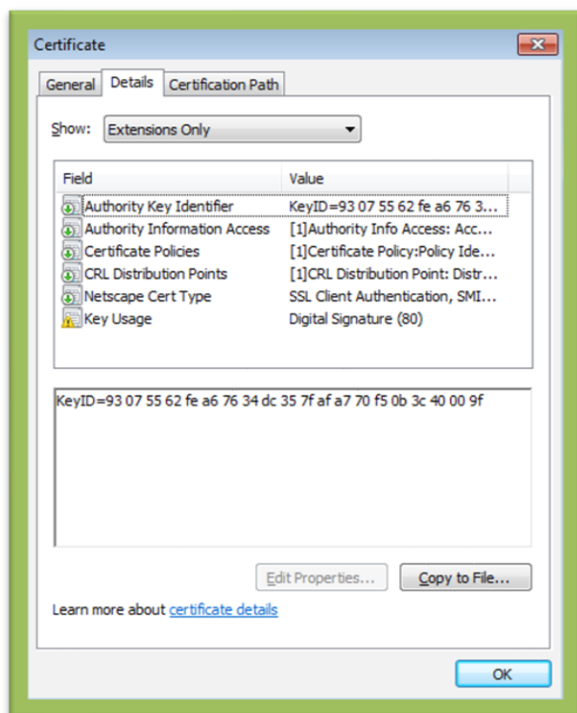 Certificate
General Details Certification Path
Show: Extensions Only
Field Value
Authority Key Identifier KeyID=93 07 55 62 fe a6 76 3...
Authority Information Access [1]Authority Info Access: Acc...
Certificate Policies [1]Certificate Policy:Policy Ide...
CRL Distribution Points [1]CRL Distribution Point: Distr...
Netscape Cert Type SSL Client Authentication, SMI...
Key Usage Digital Signature (80)
KeyID=93 07 55 62 fe a6 76 34 dc 35 7f af a7 70 f5 0b 3c 40 00 9f
Edit Properties... Copy to File...
Learn more about certificate details
OK